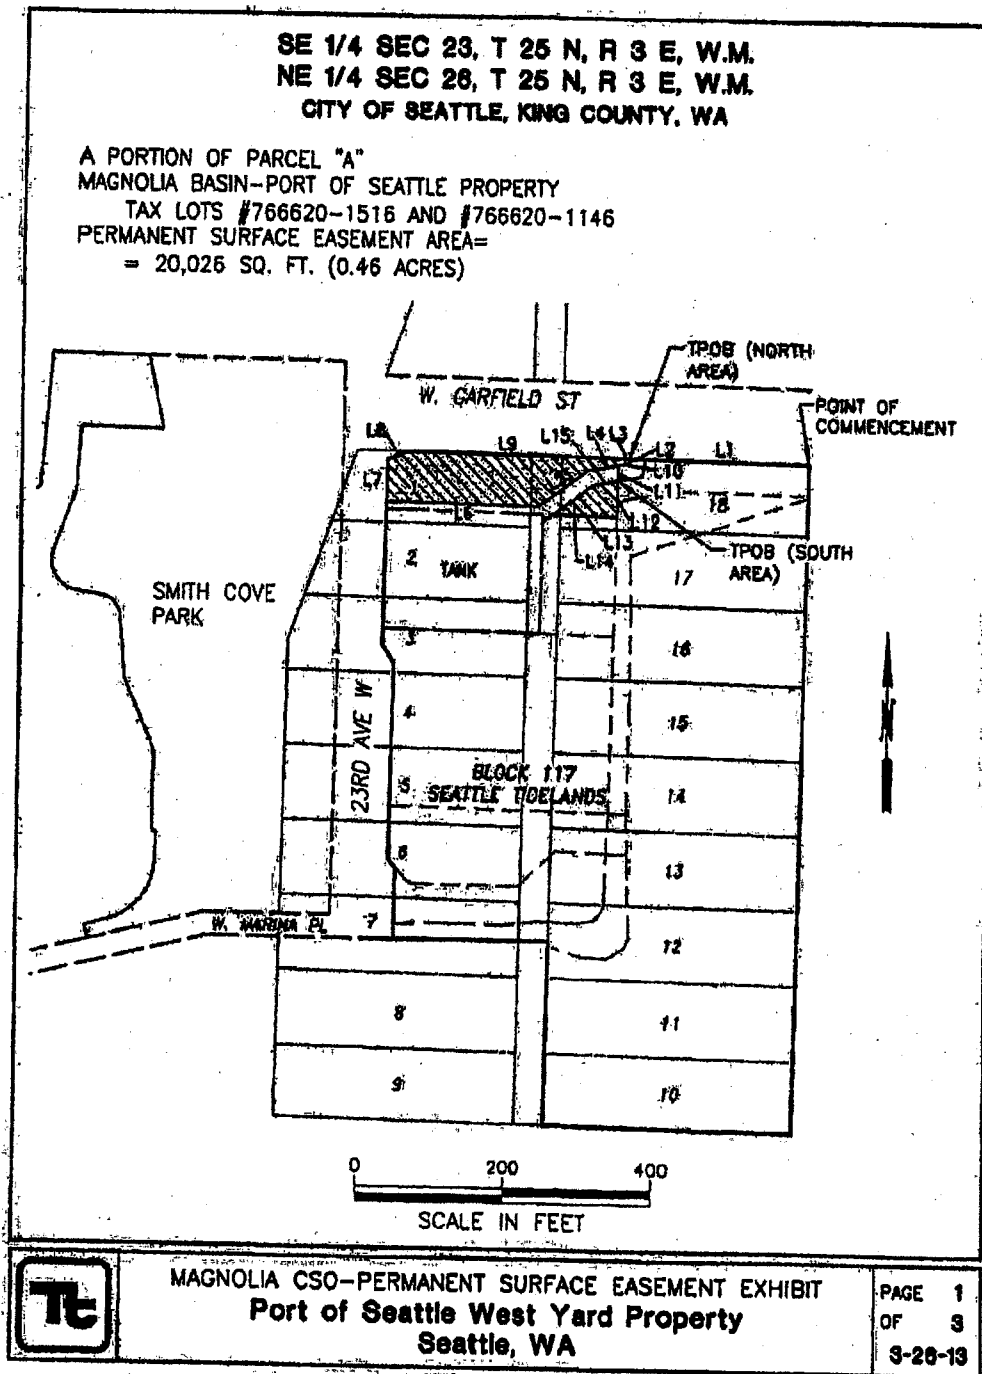 SE 1/4 SEC 23, T 25 N, R 3 E, W.M.
NE 1/4 SEC 26, T 25 N, R 3 E, W.M.
CITY OF SEATTLE, KING COUNTY, WA
A PORTION OF PARCEL "A"
MAGNOLIA BASIN-PORT OF SEATTLE PROPERTY
TAX LOTS #766620-1516 AND #766620-1146
PERMANENT SURFACE EASEMENT AREA=
= 20,026 SQ. FT. (0.46 ACRES)
TPOB (NORTH
AREA)
W. GARFIELD ST
POINT OF
COMMENCEMENT
L8
L9
L15
L4
L3
L2
L1
L7
L10
L11
18
L6
L12
L13
L14
TPOB (SOUTH
AREA)
2
TANK
17
SMITH COVE
PARK
3
16
N
23RD AVE W
4
15
BLOCK 117
SEATTLE TIDELANDS
5
14
6
13
W. MARINA PL
7
12
8
11
9
10
0 200 400
SCALE IN FEET
Tt
MAGNOLIA CSO-PERMANENT SURFACE EASEMENT EXHIBIT
Port of Seattle West Yard Property
Seattle, WA
PAGE 1
OF 3
3-26-13